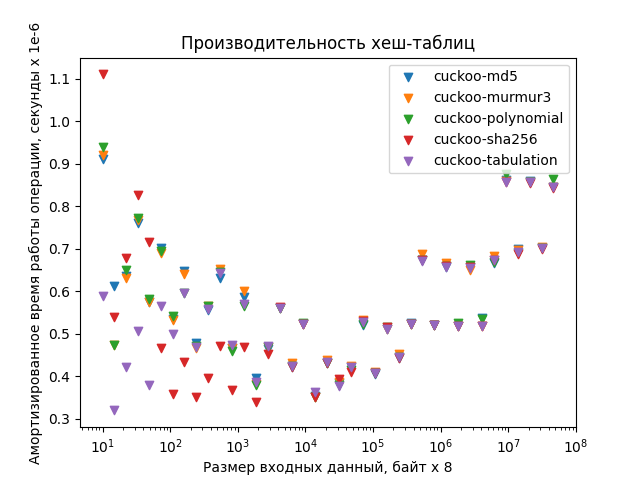 Производительность хеш-таблиц
Амортизированное время работы операции, секунды x 1e-6
1.1
1.0
0.9
0.8
0.7
0.6
0.5
0.4
0.3
cuckoo-md5
cuckoo-murmur3
cuckoo-polynomial
cuckoo-sha256
cuckoo-tabulation
10¹ 10² 10³ 10⁴ 10⁵ 10⁶ 10⁷ 10⁸
Размер входных данный, байт x 8